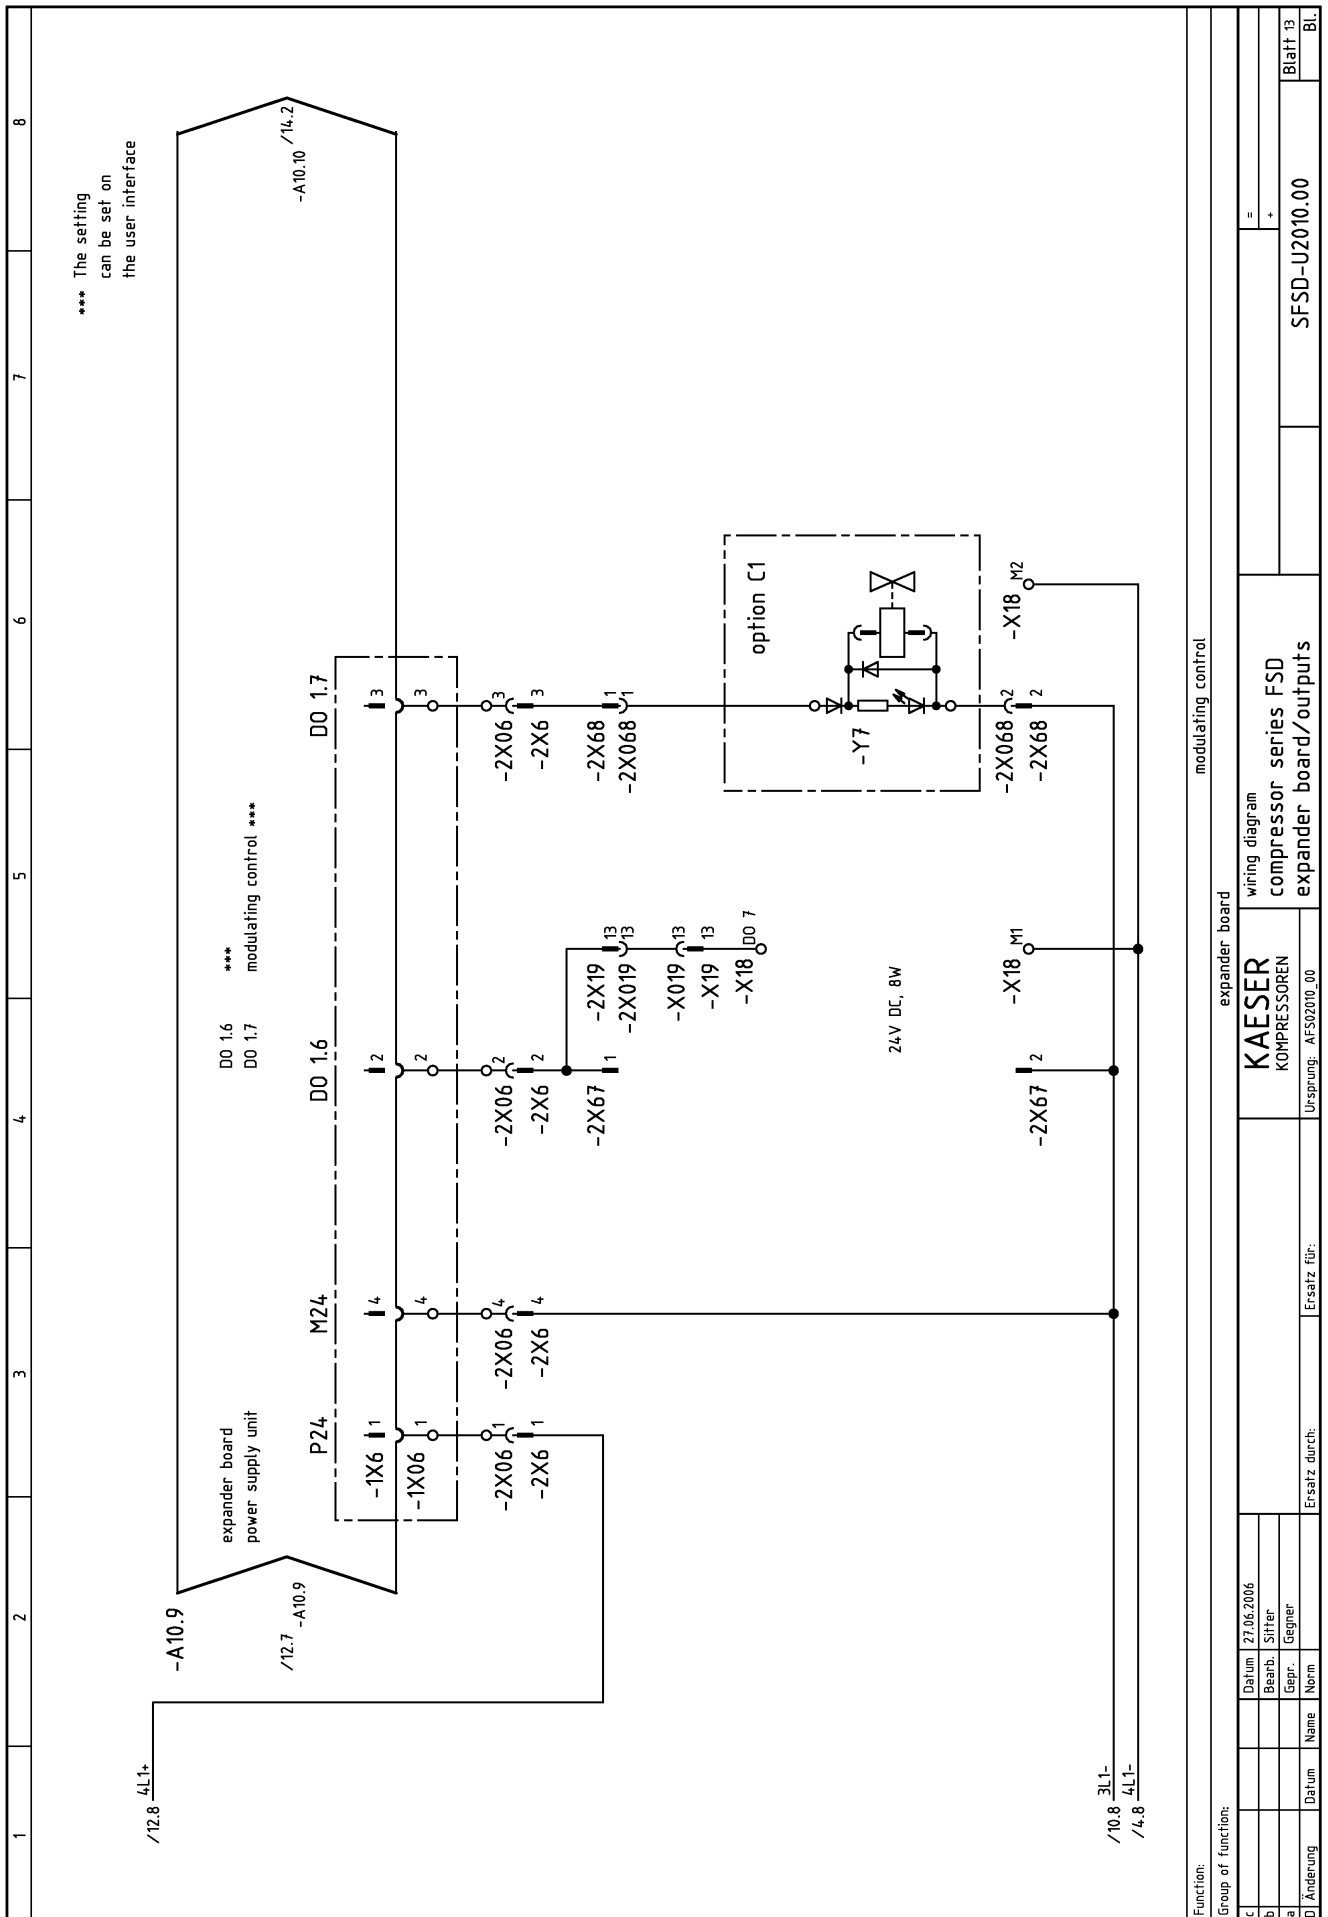 1 2 3 4 5 6 7 8
*** The setting
can be set on
the user interface
/12.8 4L1+
-A10.9
/12.7 -A10.9
-A10.10 /14.2
expander board
power supply unit
DO 1.6 ***
DO 1.7 modulating control ***
P24 M24 DO 1.6 DO 1.7
-1X6 1 4 2 3
-1X06 1 4 2 3
-2X06 1 -2X06 4 -2X06 2 -2X06 3
-2X6 1 -2X6 4 -2X6 2 -2X6 3
-2X67 1 -2X19 13 -2X68 1
-2X019 13 -2X068 1
-X019 13
-X19 13
-X18 DO 7
option C1
-Y7
24V DC, 8W
-2X068 2
-X18 M1 -X18 M2
-2X67 2 -2X68 2
/10.8 3L1-
/4.8 4L1-
Function: modulating control
Group of function: expander board
c
b
a
D Änderung Datum Name Norm
Datum 27.06.2006
Bearb. Sitter
Gepr. Gegner
Ersatz durch: Ersatz für:
KAESER
KOMPRESSOREN
Ursprung: AFS02010_00
wiring diagram
compressor series FSD
expander board/outputs
=
+
SFSD-U2010.00
Blatt 13
Bl.